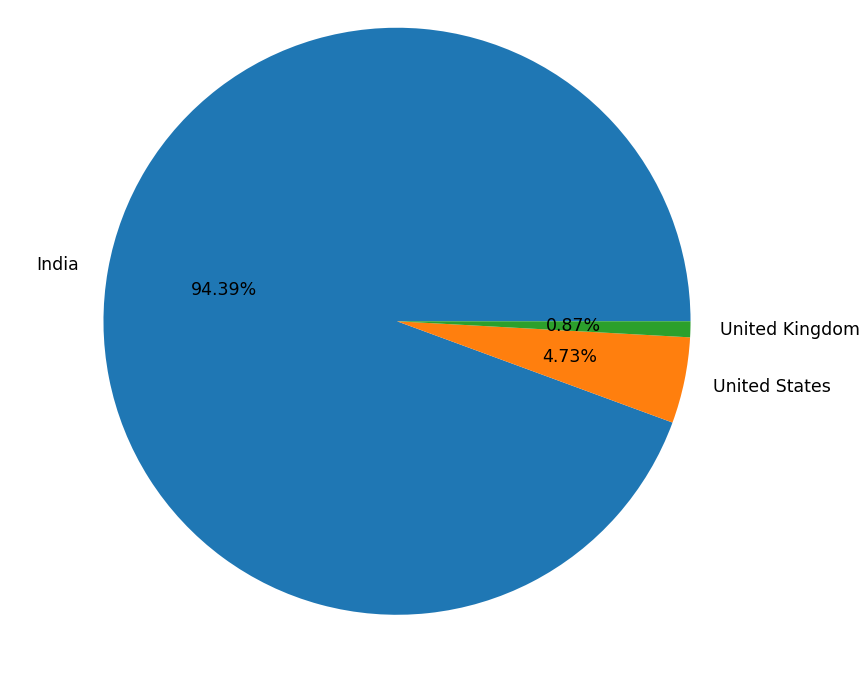 India
94.39%
0.87%
United Kingdom
4.73%
United States